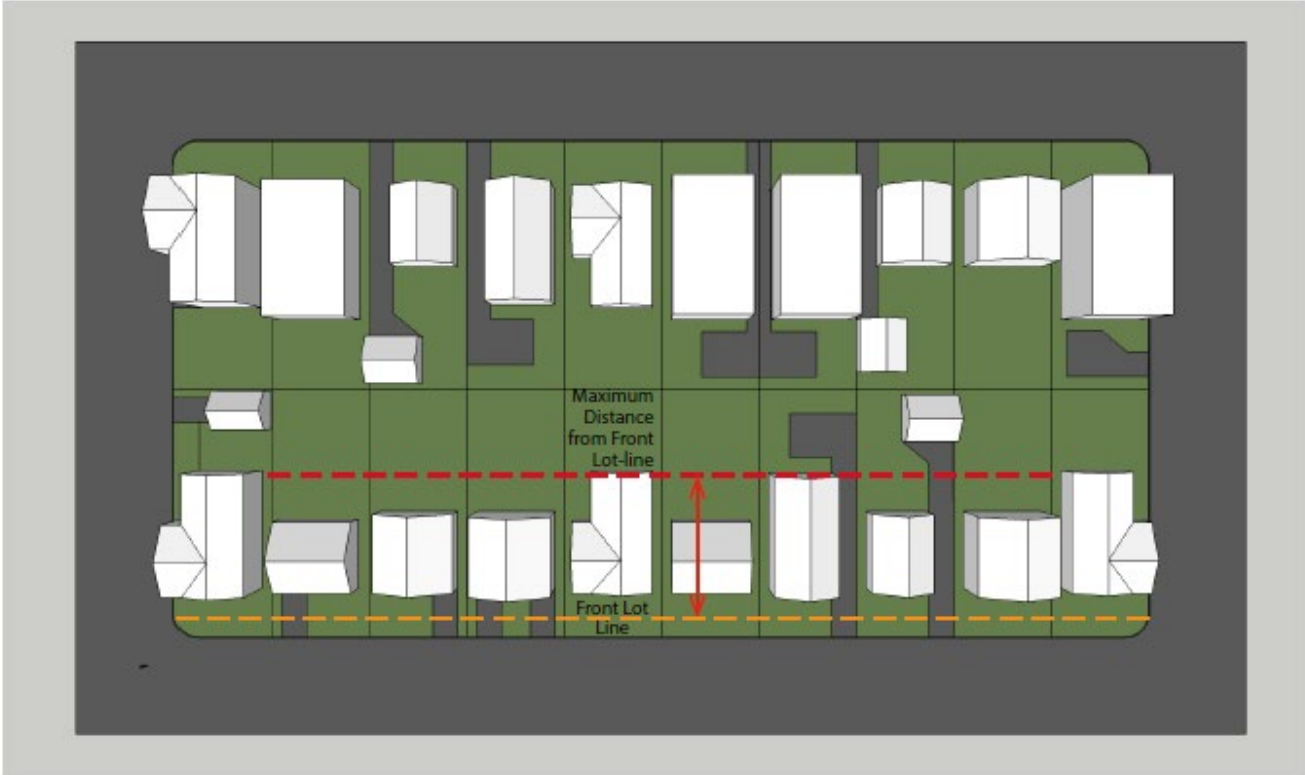 Maximum
Distance
from Front
Lot-line
Front Lot
Line